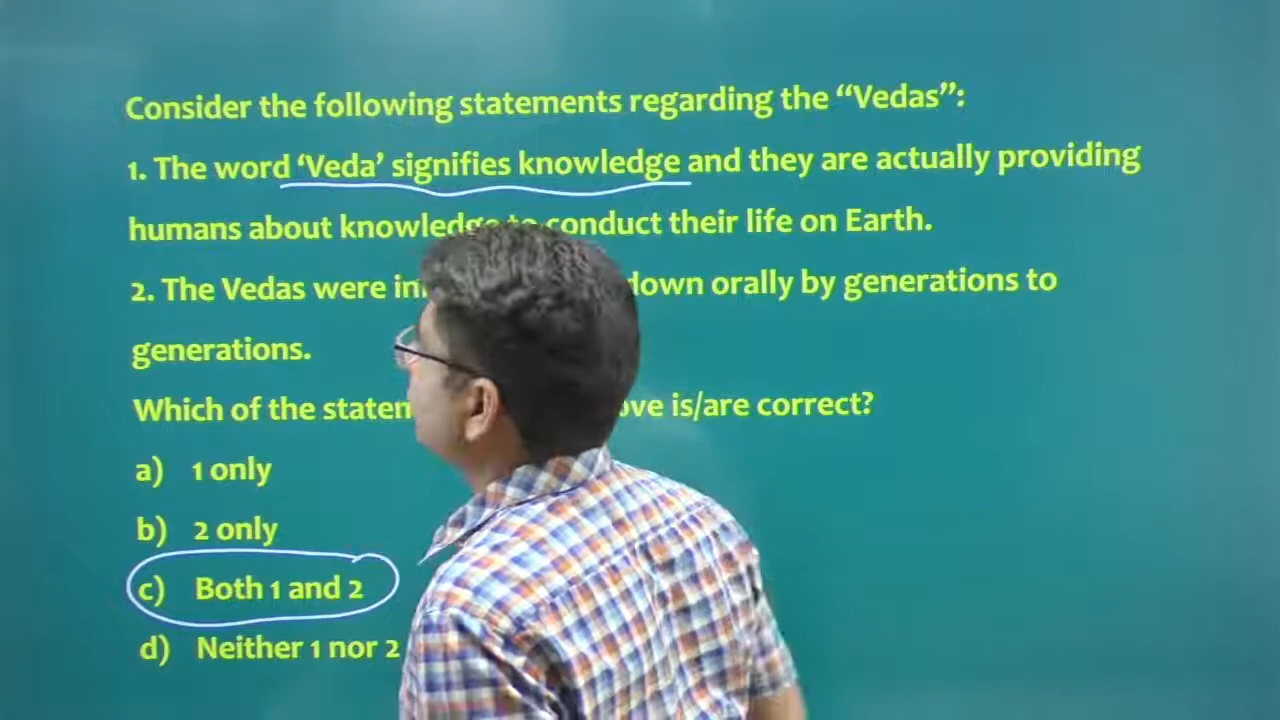 Consider the following statements regarding the “Vedas”:
1. The word ‘Veda’ signifies knowledge and they are actually providing
humans about knowledge to conduct their life on Earth.
2. The Vedas were down orally by generations to
generations.
Which of the is/are correct?
a) 1 only
b) 2 only
c) Both 1 and 2
d) Neither 1 nor 2